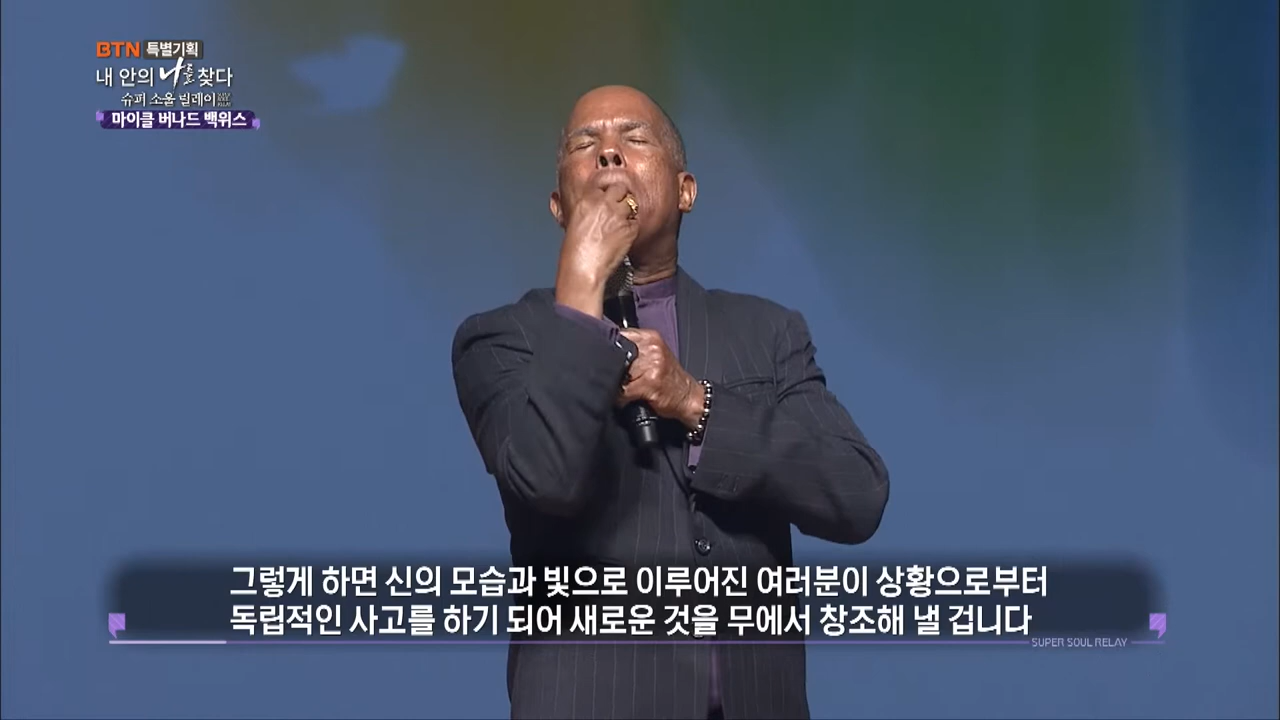 BTN 특별기획
내 안의 나를 찾다
슈퍼 소울 릴레이
마이클 버나드 백위스
그렇게 하면 신의 모습과 빛으로 이루어진 여러분이 상황으로부터
독립적인 사고를 하기 되어 새로운 것을 무에서 창조해 낼 겁니다
SUPER SOUL RELAY